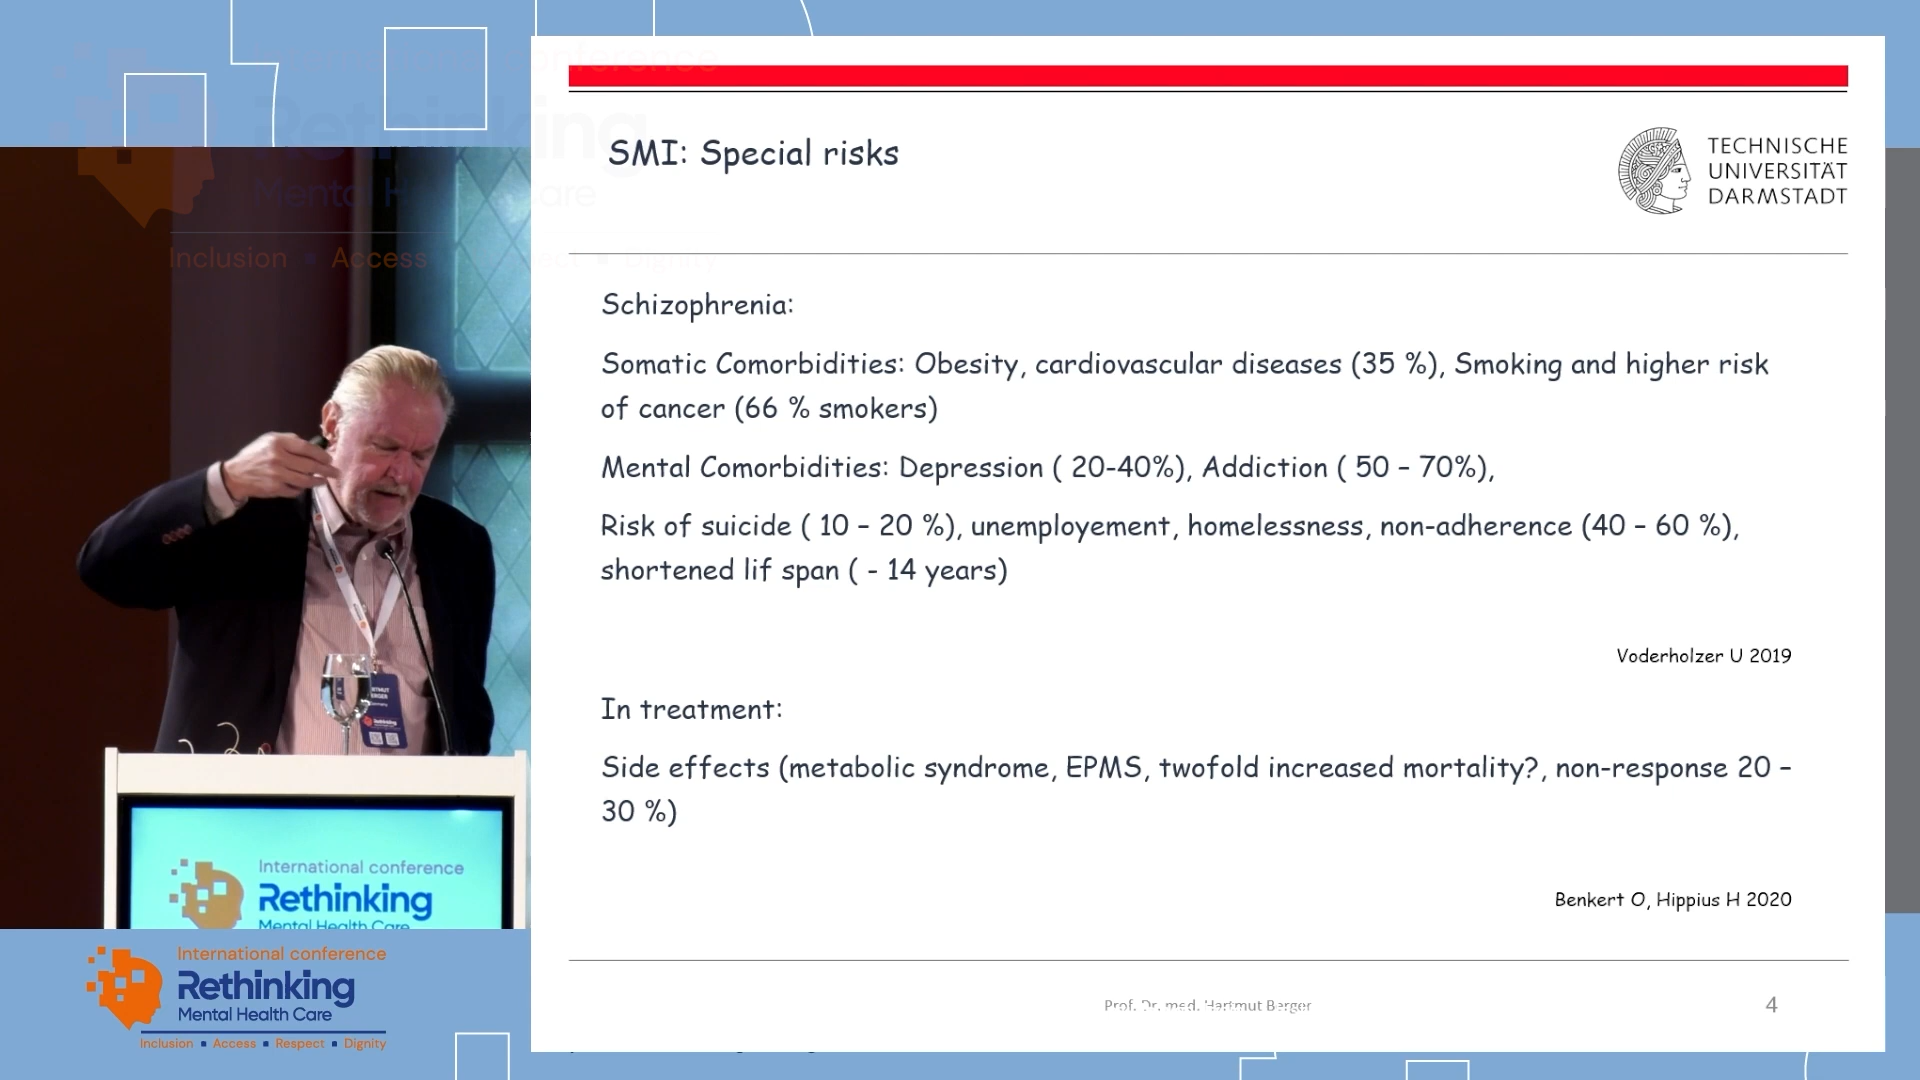 SMI: Special risks
TECHNISCHE
UNIVERSITÄT
DARMSTADT
Schizophrenia:
Somatic Comorbidities: Obesity, cardiovascular diseases (35 %), Smoking and higher risk
of cancer (66 % smokers)
Mental Comorbidities: Depression ( 20-40%), Addiction ( 50 – 70%),
Risk of suicide ( 10 – 20 %), unemployement, homelessness, non-adherence (40 – 60 %),
shortened lif span ( - 14 years)
Voderholzer U 2019
In treatment:
Side effects (metabolic syndrome, EPMS, twofold increased mortality?, non-response 20 –
30 %)
Benkert O, Hippius H 2020
Prof. Dr. med. Hartmut Berger
4
Inclusion ▪ Access
Dignity
International conference
Rethinking
Mental Health Care
International conference
Rethinking
Mental Health Care
Inclusion ▪ Access ▪ Respect ▪ Dignity